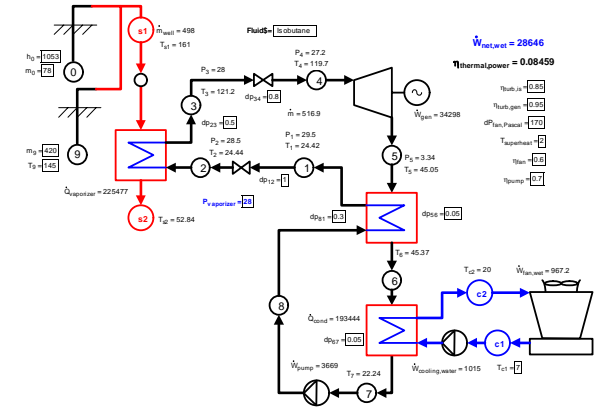 Fluid$= Isobutane
Ẇnet,wet = 28646
ηthermal,power = 0.08459
s1
ṁwell = 498
Ts1 = 161
h0 = 1053
m0 = 78
0
P4 = 27.2
T4 = 119.7
4
P3 = 28
T3 = 121.2
3
dp34 = 0.8
dp23 = 0.5
ṁ = 516.9
Ẇgen = 34298
ηturb,is = 0.85
ηturb,gen = 0.95
dPfan,Pascal = 170
Tsuperheat = 2
ηfan = 0.6
ηpump = 0.7
m9 = 420
T9 = 145
9
P2 = 28.5
T2 = 24.44
2
P1 = 29.5
T1 = 24.42
1
dp12 = 1
5
P5 = 3.34
T5 = 45.05
Q̇vaporizer = 225477
s2
Ts2 = 52.84
Pvaporizer = 28
dp81 = 0.3
dp56 = 0.05
T6 = 45.37
6
Tc2 = 20
c2
Ẇfan,wet = 967.2
8
Q̇cond = 193444
dp67 = 0.05
c1
Tc1 = 7
Ẇcooling,water = 1015
Ẇpump = 3669
T7 = 22.24
7